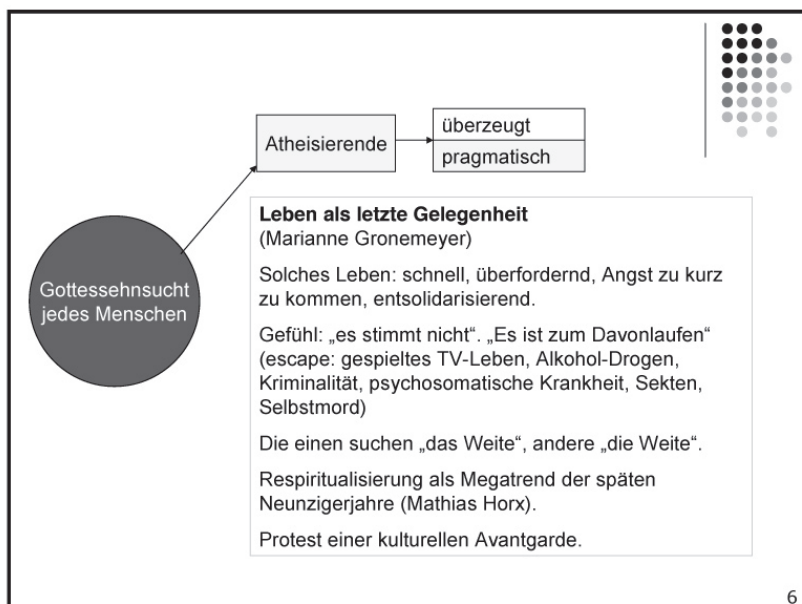 Atheisierende
überzeugt
pragmatisch
Gottessehnsucht
jedes Menschen
Leben als letzte Gelegenheit
(Marianne Gronemeyer)
Solches Leben: schnell, überfordernd, Angst zu kurz
zu kommen, entsolidarisierend.
Gefühl: „es stimmt nicht“. „Es ist zum Davonlaufen“
(escape: gespieltes TV-Leben, Alkohol-Drogen,
Kriminalität, psychosomatische Krankheit, Sekten,
Selbstmord)
Die einen suchen „das Weite“, andere „die Weite“.
Respiritualisierung als Megatrend der späten
Neunzigerjahre (Mathias Horx).
Protest einer kulturellen Avantgarde.
6